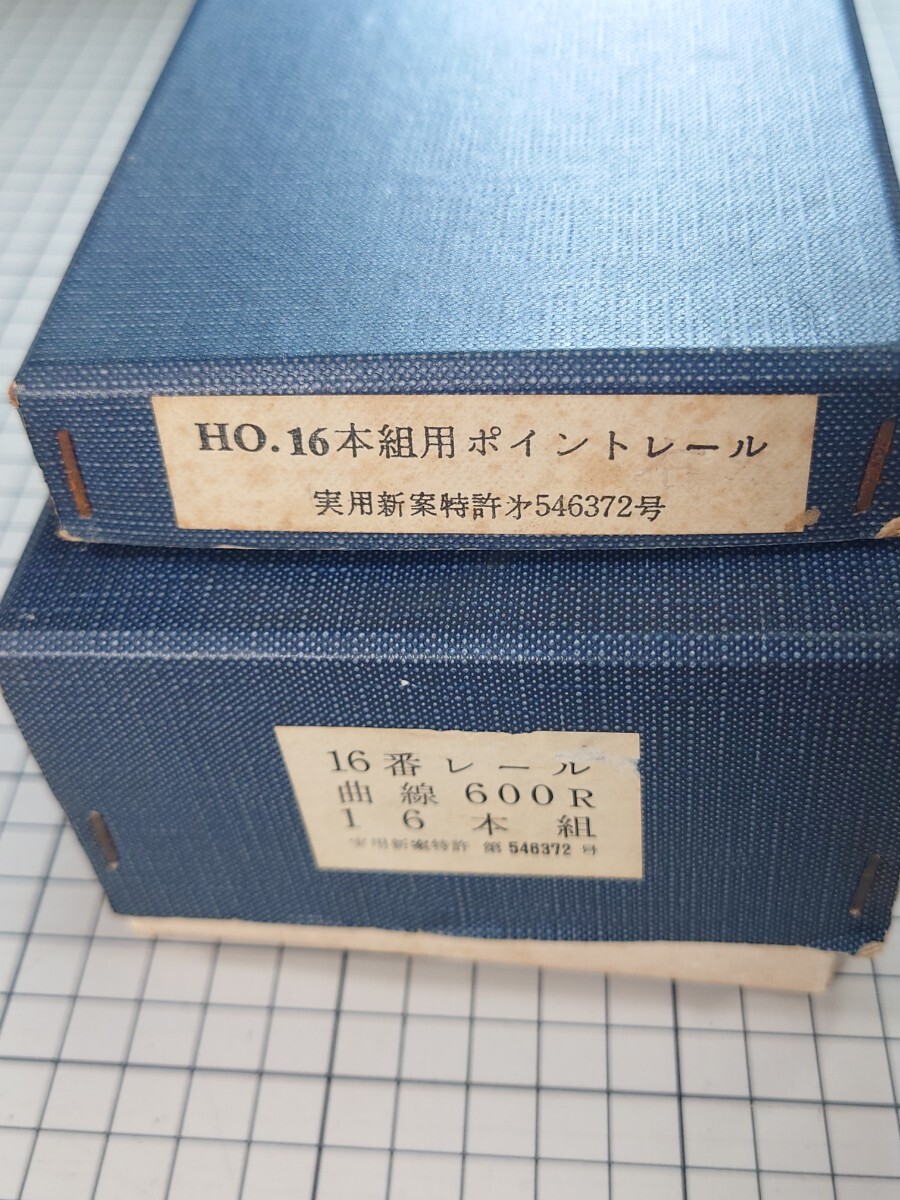 HO.16本組用ポイントレール
実用新案特許才546372号
16番レール
曲線600R
16本組
実用新案特許 第546372号